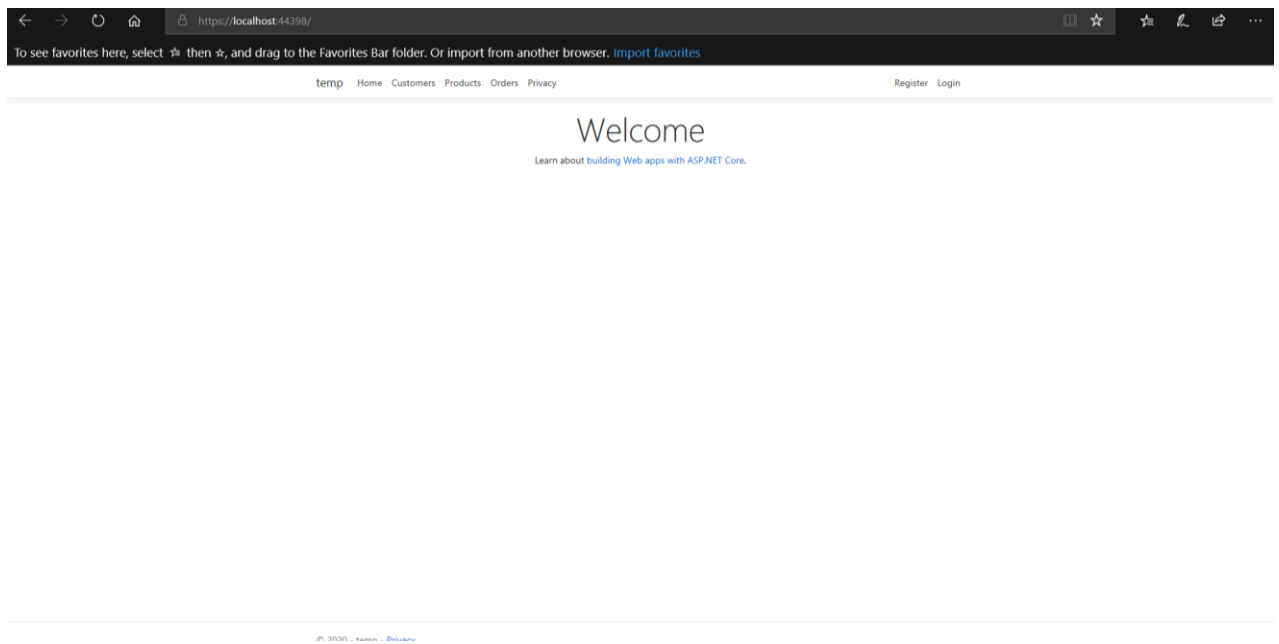 https://localhost:44398/
To see favorites here, select then, and drag to the Favorites Bar folder. Or import from another browser. Import favorites
temp Home Customers Products Orders Privacy Register Login
Welcome
Learn about building Web apps with ASP.NET Core.
© 2020 - temp - Privacy